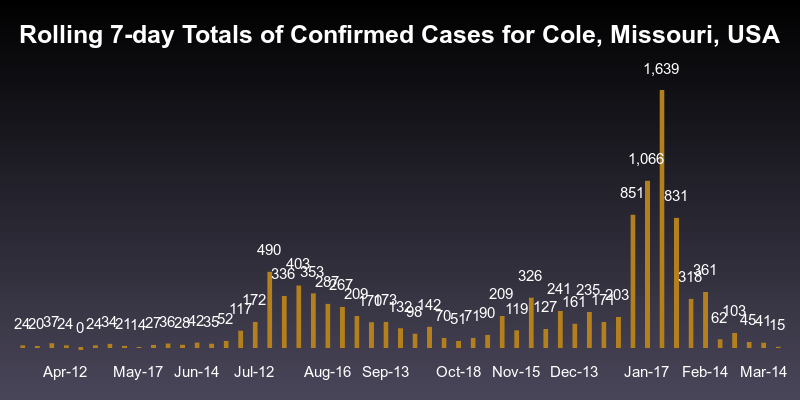 Rolling 7-day Totals of Confirmed Cases for Cole, Missouri, USA
24 20 37 24 0 24 34 21 14 27 36 28 42 35 52 117 172 490 336 403 353 287 267 209 170 173 132 98 142 70 51 71 90 209 119 326 127 241 161 235 171 203 851 1,066 1,639 831 318 361 62 103 45 41 15
Apr-12 May-17 Jun-14 Jul-12 Aug-16 Sep-13 Oct-18 Nov-15 Dec-13 Jan-17 Feb-14 Mar-14